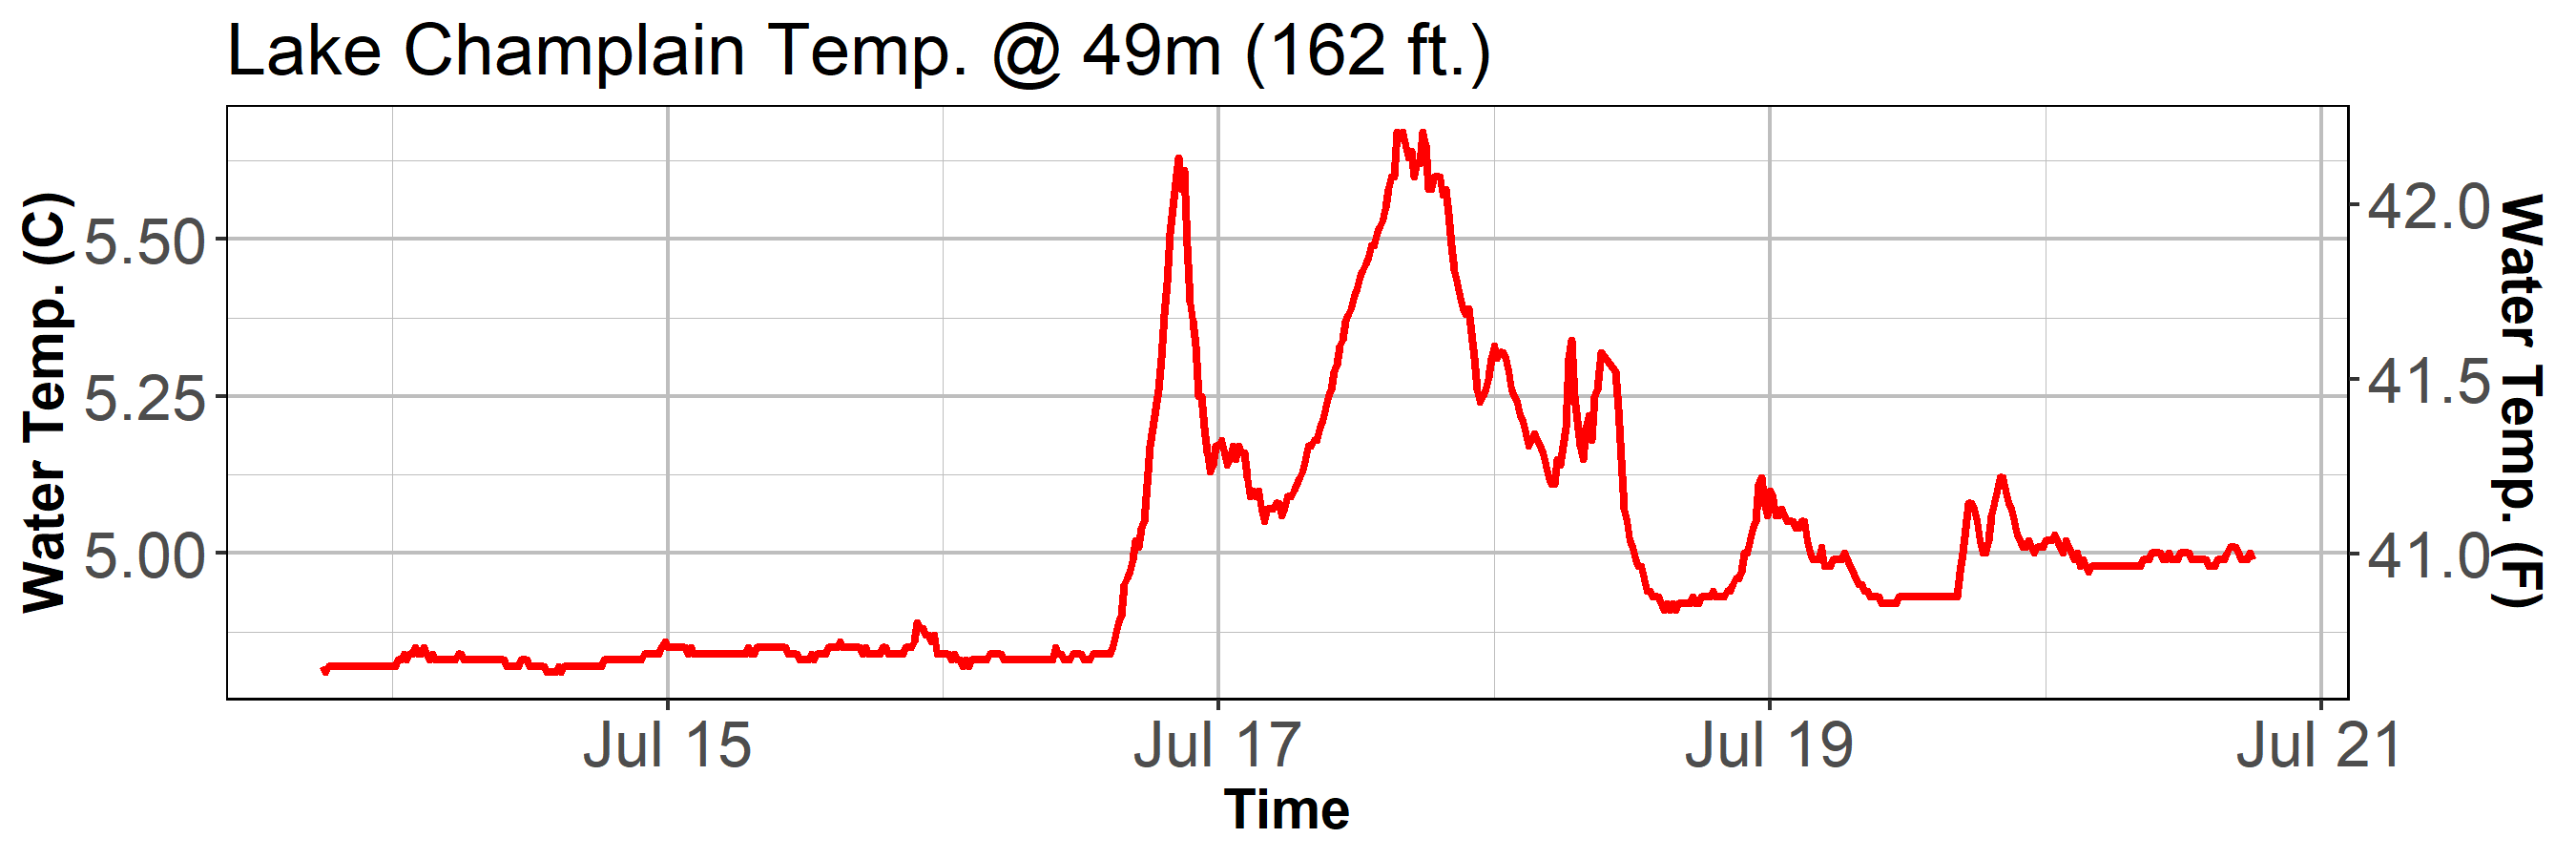 Lake Champlain Temp. @ 49m (162 ft.)
Water Temp. (C)
5.50
5.25
5.00
42.0
41.5
41.0
Water Temp. (F)
Jul 15 Jul 17 Jul 19 Jul 21
Time